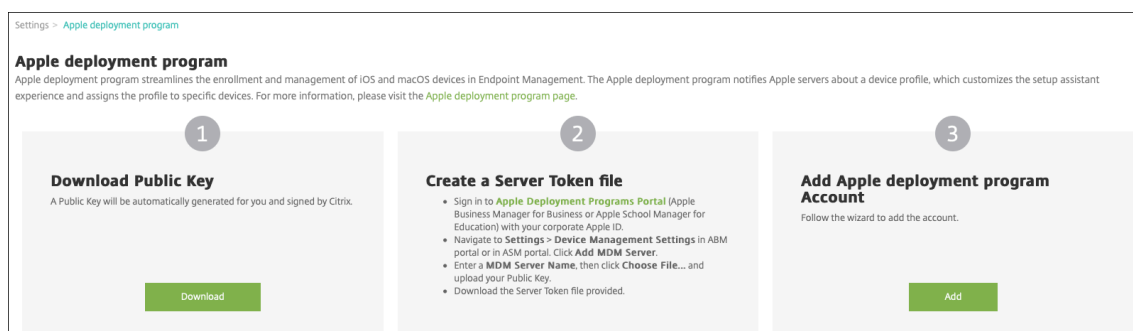 Settings > Apple deployment program
Apple deployment program
Apple deployment program streamlines the enrollment and management of iOS and macOS devices in Endpoint Management. The Apple deployment program notifies Apple servers about a device profile, which customizes the setup assistant
experience and assigns the profile to specific devices. For more information, please visit the Apple deployment program page.
1
Download Public Key
A Public Key will be automatically generated for you and signed by Citrix.
Download
2
Create a Server Token file
• Sign in to Apple Deployment Programs Portal (Apple
Business Manager for Business or Apple School Manager for
Education) with your corporate Apple ID.
• Navigate to Settings > Device Management Settings in ABM
portal or in ASM portal. Click Add MDM Server.
• Enter a MDM Server Name, then click Choose File... and
upload your Public Key.
• Download the Server Token file provided.
3
Add Apple deployment program
Account
Follow the wizard to add the account.
Add